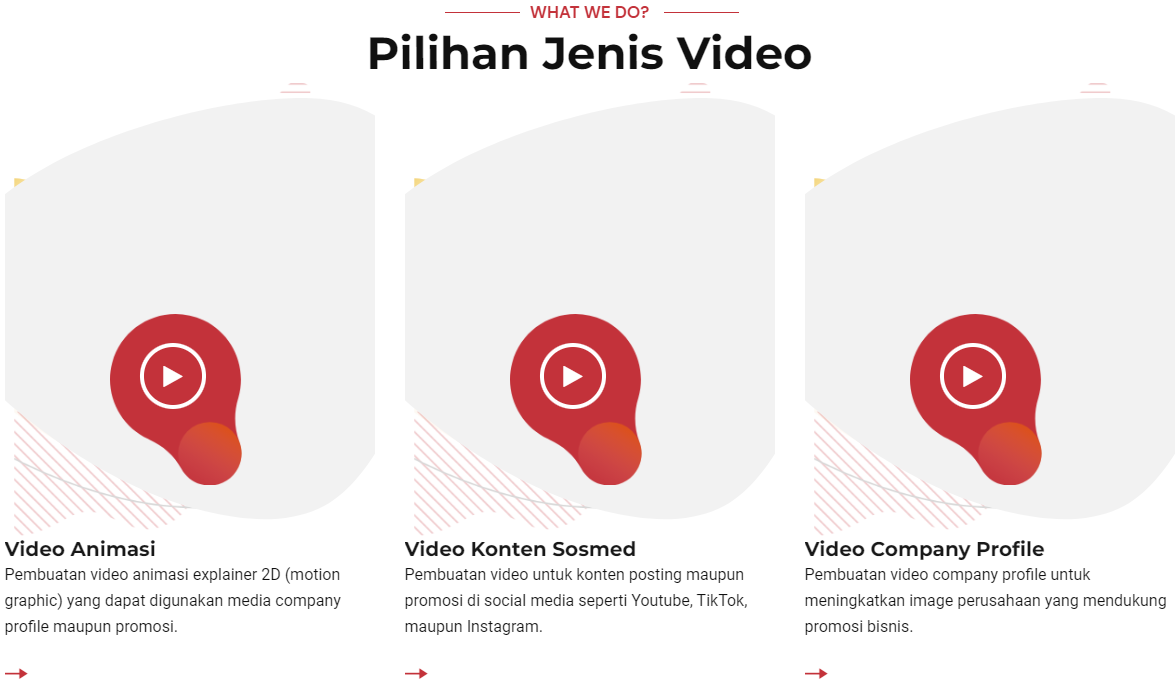 WHAT WE DO?
Pilihan Jenis Video
Video Animasi
Pembuatan video animasi explainer 2D (motion
graphic) yang dapat digunakan media company
profile maupun promosi.
Video Konten Sosmed
Pembuatan video untuk konten posting maupun
promosi di social media seperti Youtube, TikTok,
maupun Instagram.
Video Company Profile
Pembuatan video company profile untuk
meningkatkan image perusahaan yang mendukung
promosi bisnis.